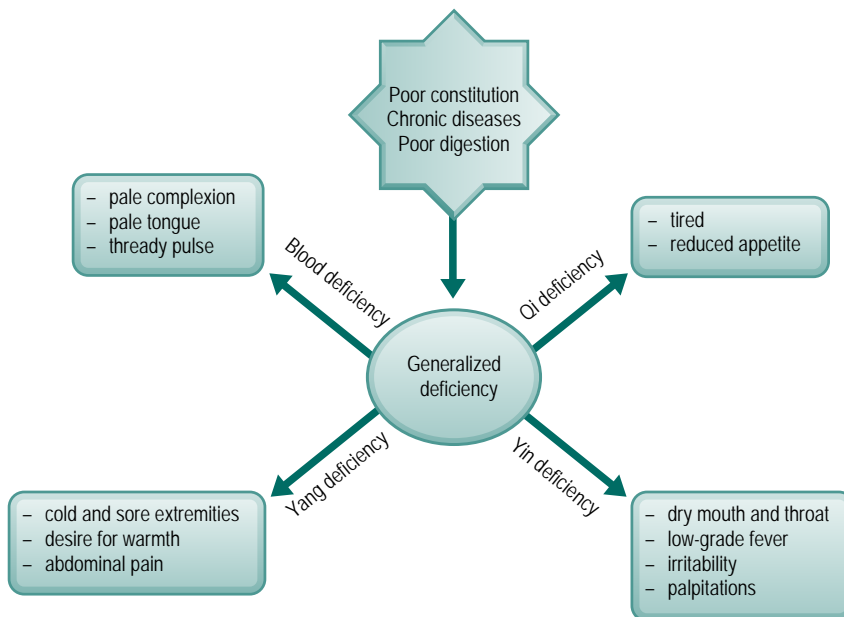 Poor constitution
Chronic diseases
Poor digestion
– pale complexion
– pale tongue
– thready pulse
– tired
– reduced appetite
Blood deficiency
Qi deficiency
Generalized
deficiency
Yang deficiency
Yin deficiency
– cold and sore extremities
– desire for warmth
– abdominal pain
– dry mouth and throat
– low-grade fever
– irritability
– palpitations